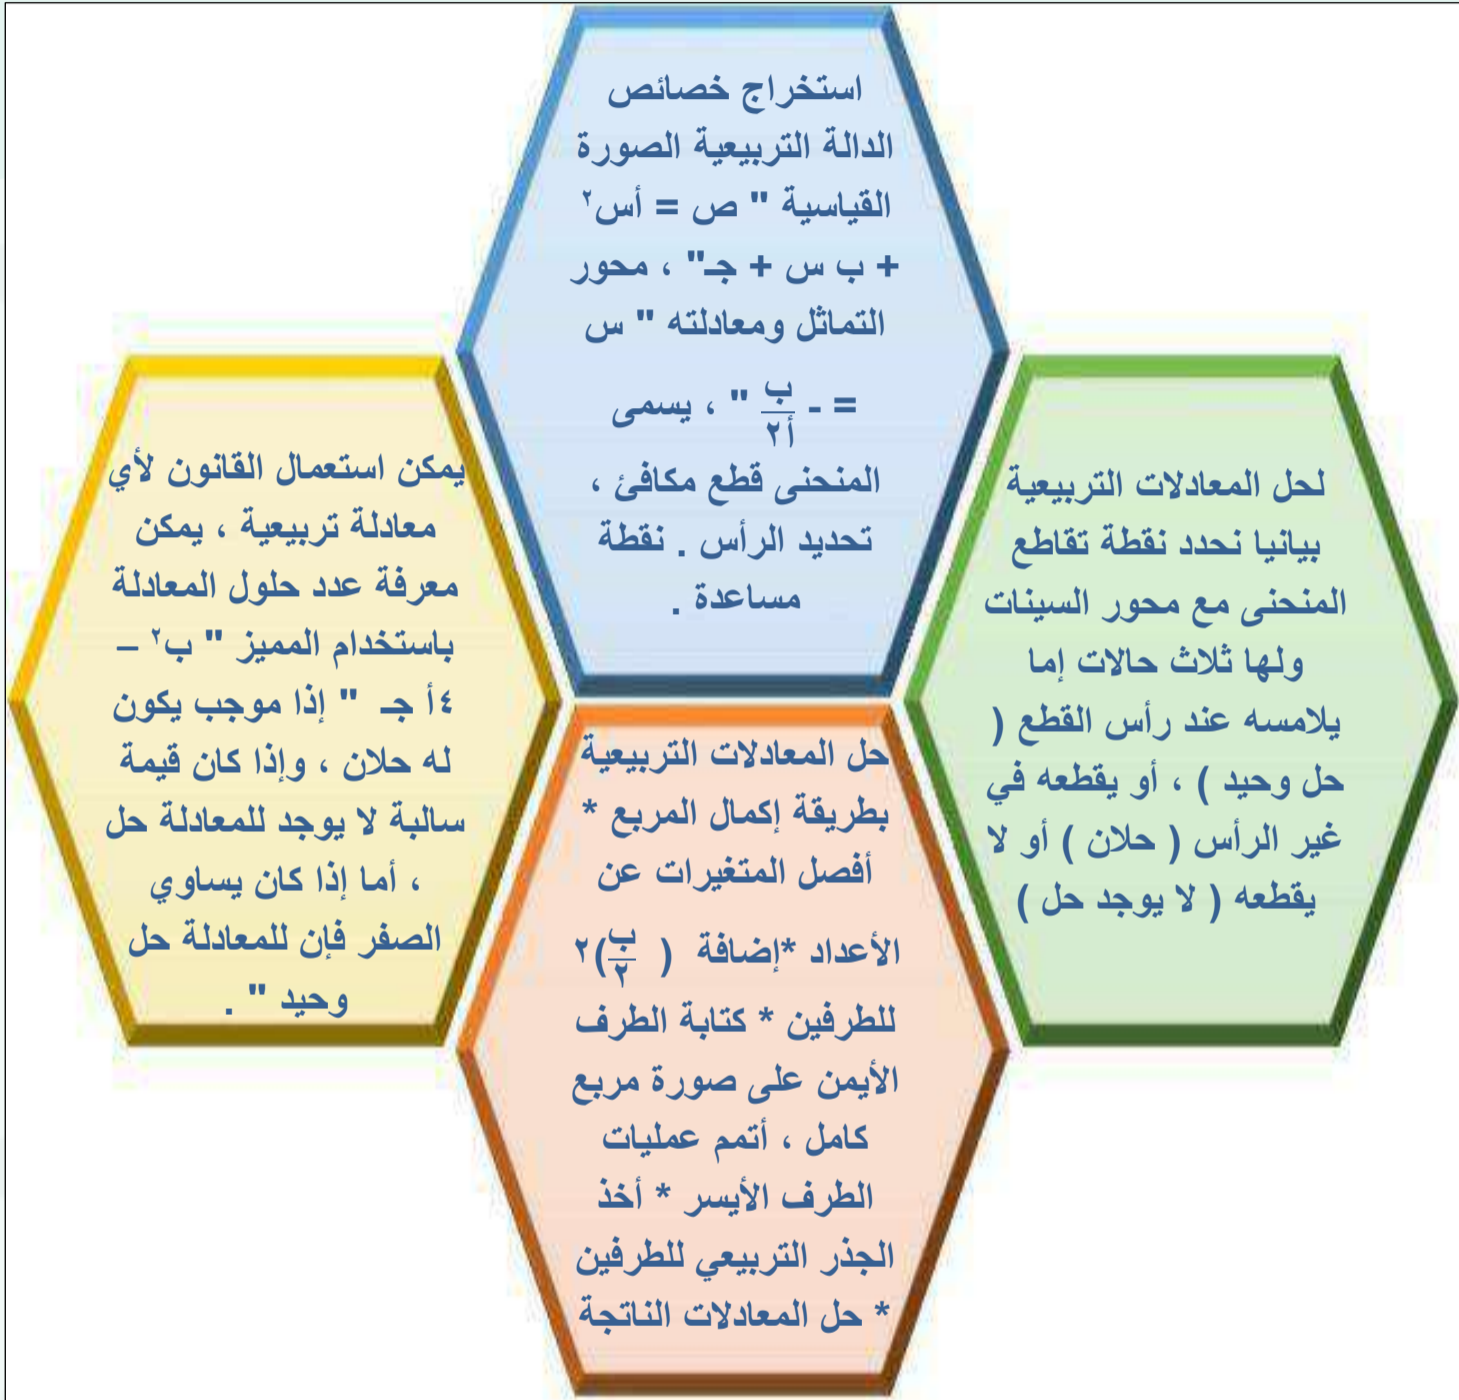 استخراج خصائص
الدالة التربيعية الصورة
القياسية " ص = أس٢
+ ب س + جـ" ، محور
التماثل ومعادلته " س
= - ب/٢أ " ، يسمى
المنحنى قطع مكافئ ،
تحديد الرأس . نقطة
مساعدة .
لحل المعادلات التربيعية
بيانيا نحدد نقطة تقاطع
المنحنى مع محور السينات
ولها ثلاث حالات إما
يلامسه عند رأس القطع (
حل وحيد ) ، أو يقطعه في
غير الرأس ( حلان ) أو لا
يقطعه ( لا يوجد حل )
حل المعادلات التربيعية
بطريقة إكمال المربع *
أفصل المتغيرات عن
الأعداد *إضافة ( ب/٢)٢
للطرفين * كتابة الطرف
الأيمن على صورة مربع
كامل ، أتمم عمليات
الطرف الأيسر * أخذ
الجذر التربيعي للطرفين
* حل المعادلات الناتجة
يمكن استعمال القانون لأي
معادلة تربيعية ، يمكن
معرفة عدد حلول المعادلة
باستخدام المميز " ب٢ –
٤أ جـ " إذا موجب يكون
له حلان ، وإذا كان قيمة
سالبة لا يوجد للمعادلة حل
، أما إذا كان يساوي
الصفر فإن للمعادلة حل
وحيد " .